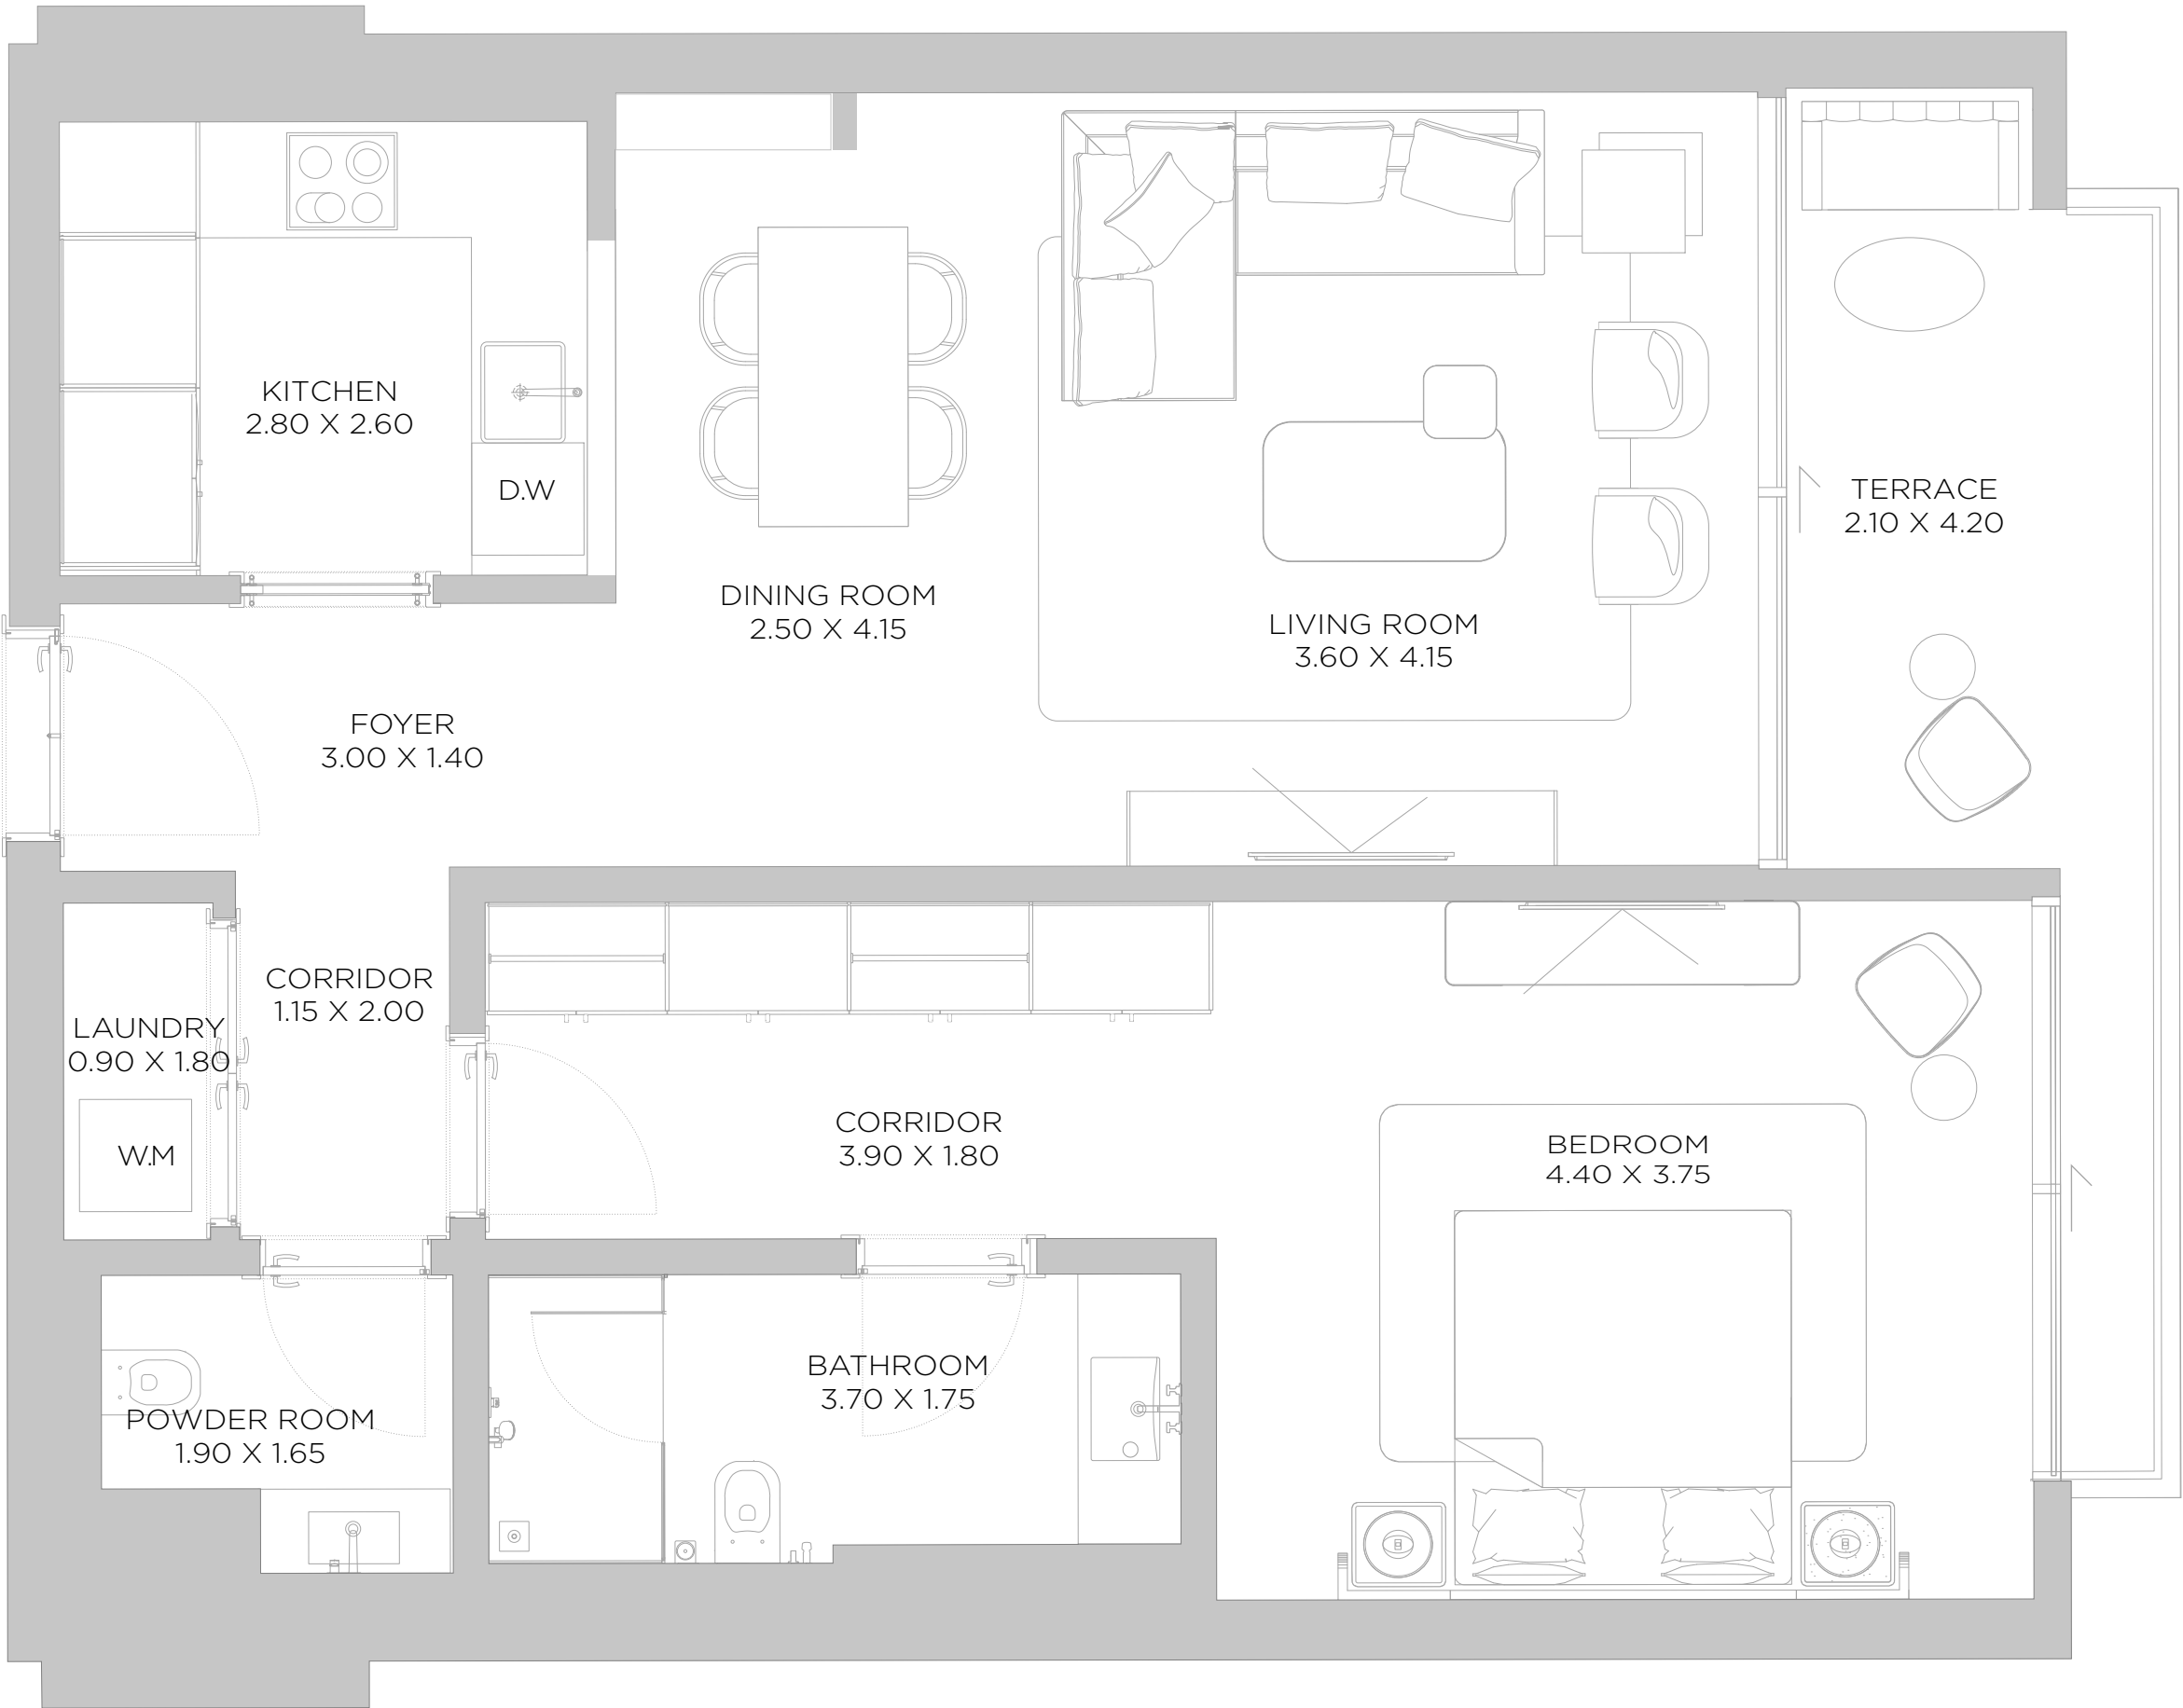 KITCHEN
2.80 X 2.60
D.W
TERRACE
2.10 X 4.20
DINING ROOM
2.50 X 4.15
LIVING ROOM
3.60 X 4.15
FOYER
3.00 X 1.40
CORRIDOR
1.15 X 2.00
LAUNDRY
0.90 X 1.80
W.M
CORRIDOR
3.90 X 1.80
BEDROOM
4.40 X 3.75
BATHROOM
3.70 X 1.75
POWDER ROOM
1.90 X 1.65